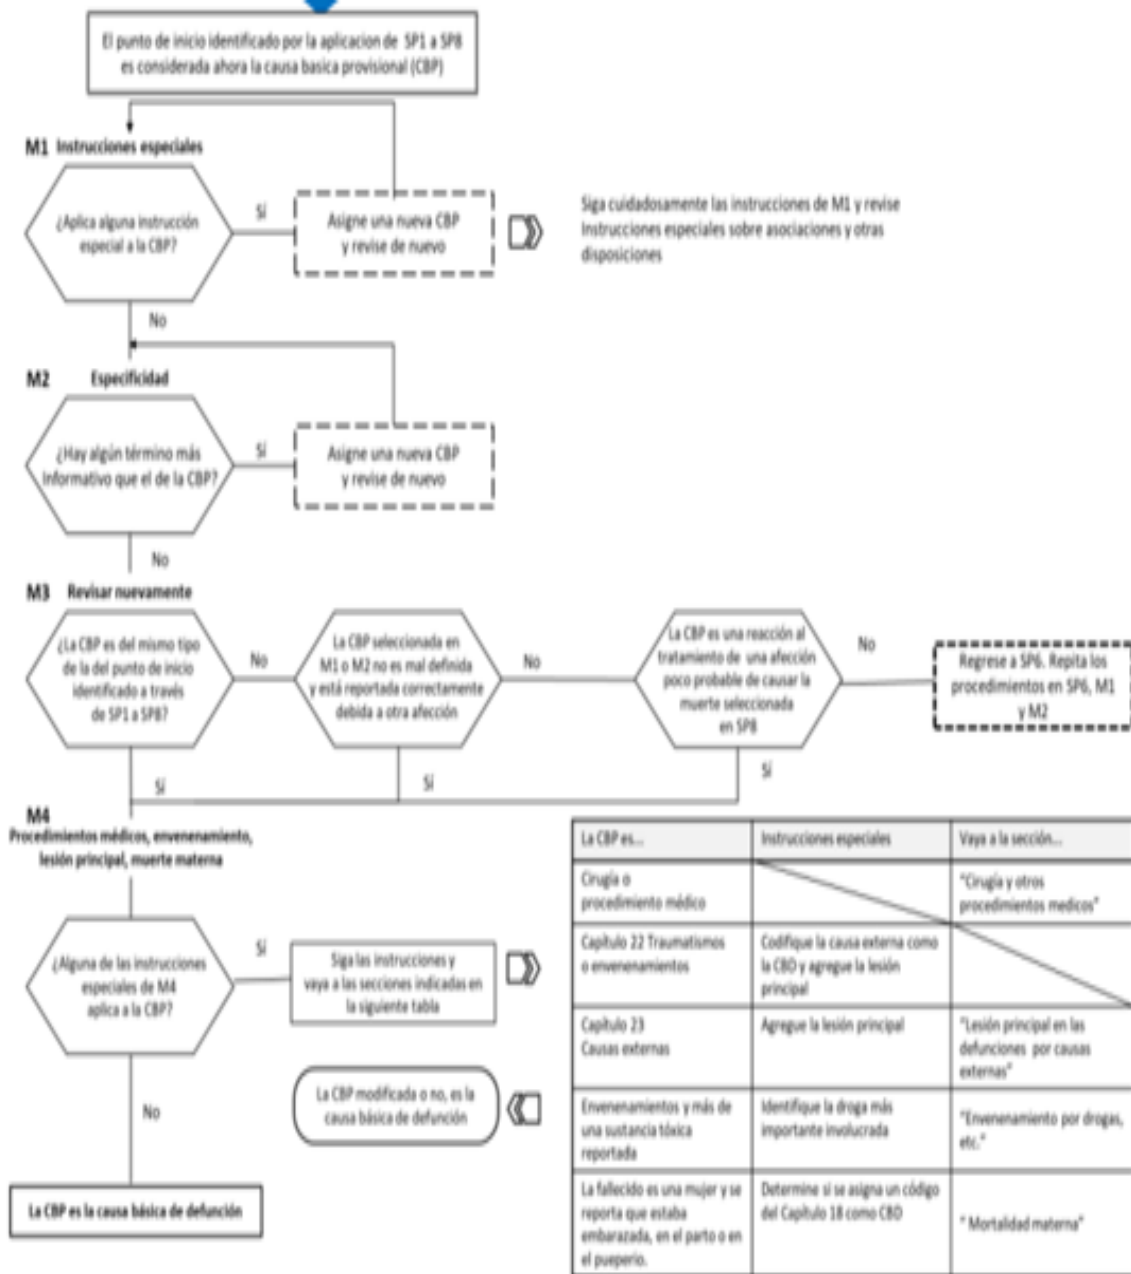 El punto de inicio identificado por la aplicacion de SP1 a SP8
es considerada ahora la causa basica provisional (CBP)
M1 Instrucciones especiales
¿Aplica alguna instrucción
especial a la CBP?
Sí
Asigne una nueva CBP
y revise de nuevo
Siga cuidadosamente las instrucciones de M1 y revise
Instrucciones especiales sobre asociaciones y otras
disposiciones
No
M2 Especificidad
¿Hay algún término más
Informativo que el de la CBP?
Sí
Asigne una nueva CBP
y revise de nuevo
No
M3 Revisar nuevamente
¿La CBP es del mismo tipo
de la del punto de inicio
identificado a través
de SP1 a SP8?
No
La CBP seleccionada en
M1 o M2 no es mal definida
y está reportada correctamente
debida a otra afección
No
La CBP es una reacción al
tratamiento de una afección
poco probable de causar la
muerte seleccionada
en SP8
No
Regrese a SP6. Repita los
procedimientos en SP6, M1
y M2
Sí
Sí
Sí
M4
Procedimientos médicos, envenenamiento,
lesión principal, muerte materna
¿Alguna de las instrucciones
especiales de M4
aplica a la CBP?
Sí
Siga las instrucciones y
vaya a las secciones indicadas en
la siguiente tabla
La CBP modificada o no, es la
causa básica de defunción
No
La CBP es la causa básica de defunción
La CBP es... Instrucciones especiales Vaya a la sección...
Cirugía o
procedimiento médico
"Cirugía y otros
procedimientos medicos"
Capítulo 22 Traumatismos
o envenenamientos
Codifique la causa externa como
la CBD y agregue la lesión
principal
Capítulo 23
Causas externas
Agregue la lesión principal
"Lesión principal en las
defunciones por causas
externas"
Envenenamientos y más de
una sustancia tóxica
reportada
Identifique la droga más
importante involucrada
"Envenenamiento por drogas,
etc."
La fallecido es una mujer y se
reporta que estaba
embarazada, en el parto o en
el pueperio.
Determine si se asigna un código
del Capítulo 18 como CBD
" Mortalidad materna"